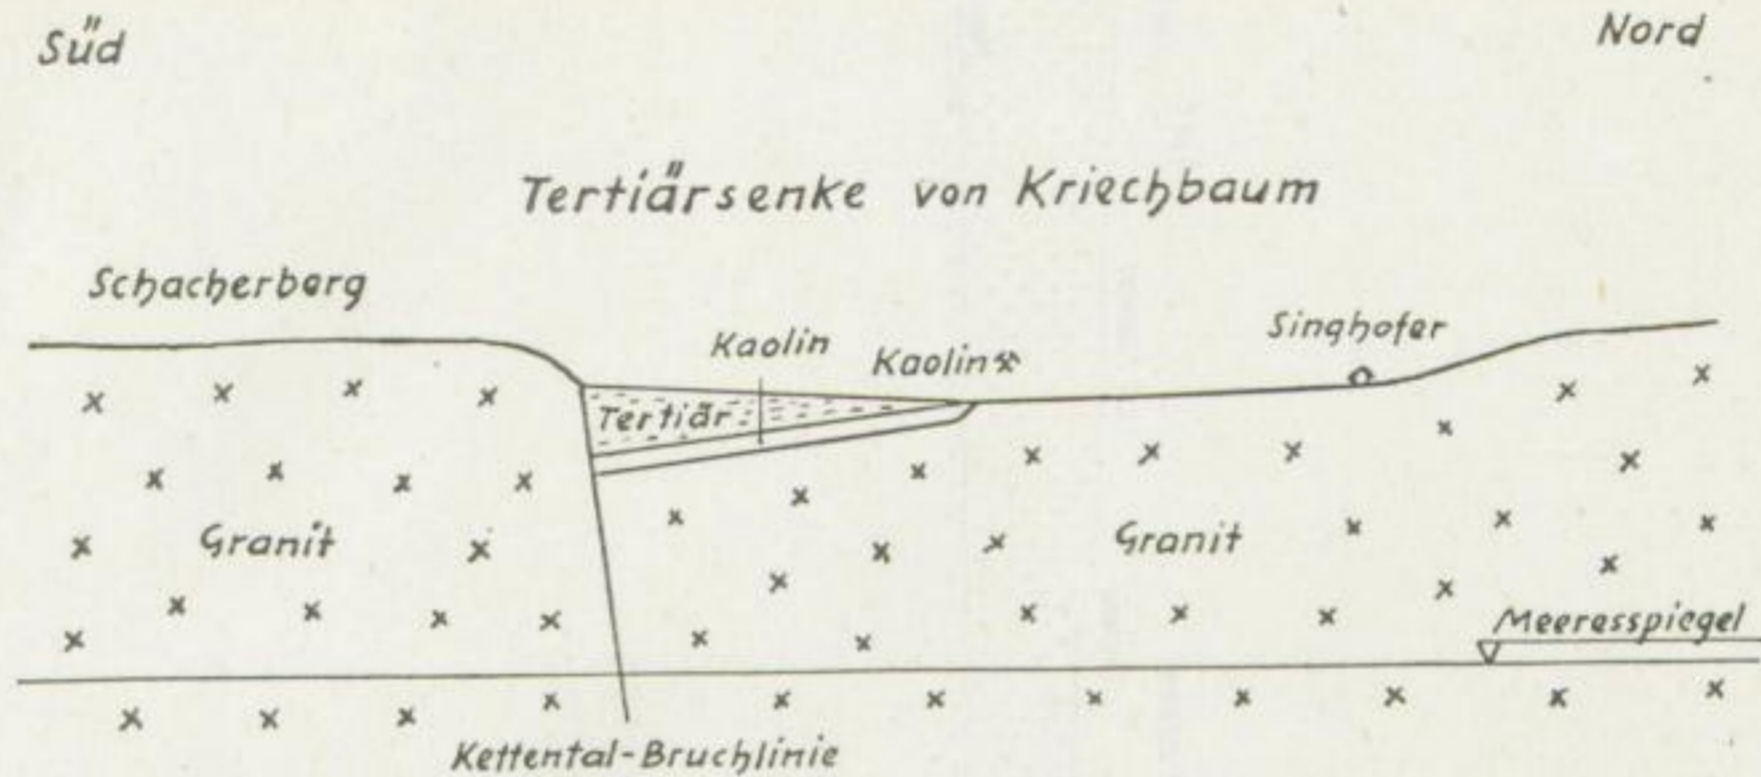 Süd
Nord
Tertiärsenke von Kriechbaum
Schacherberg
Kaolin
Kaolin
Singhofer
Tertiär
Granit
Granit
Meeresspiegel
Kettental-Bruchlinie